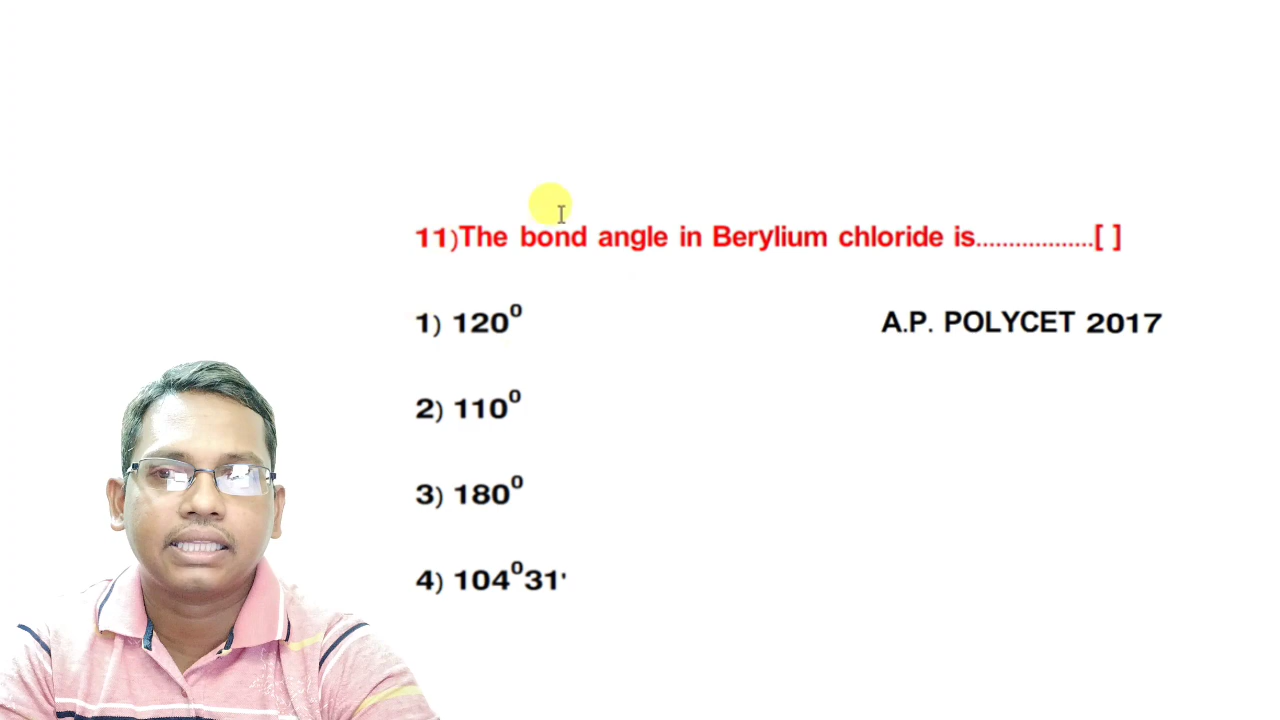 11)The bond angle in Berylium chloride is..................[ ]
1) 120⁰
A.P. POLYCET 2017
2) 110⁰
3) 180⁰
4) 104⁰31'